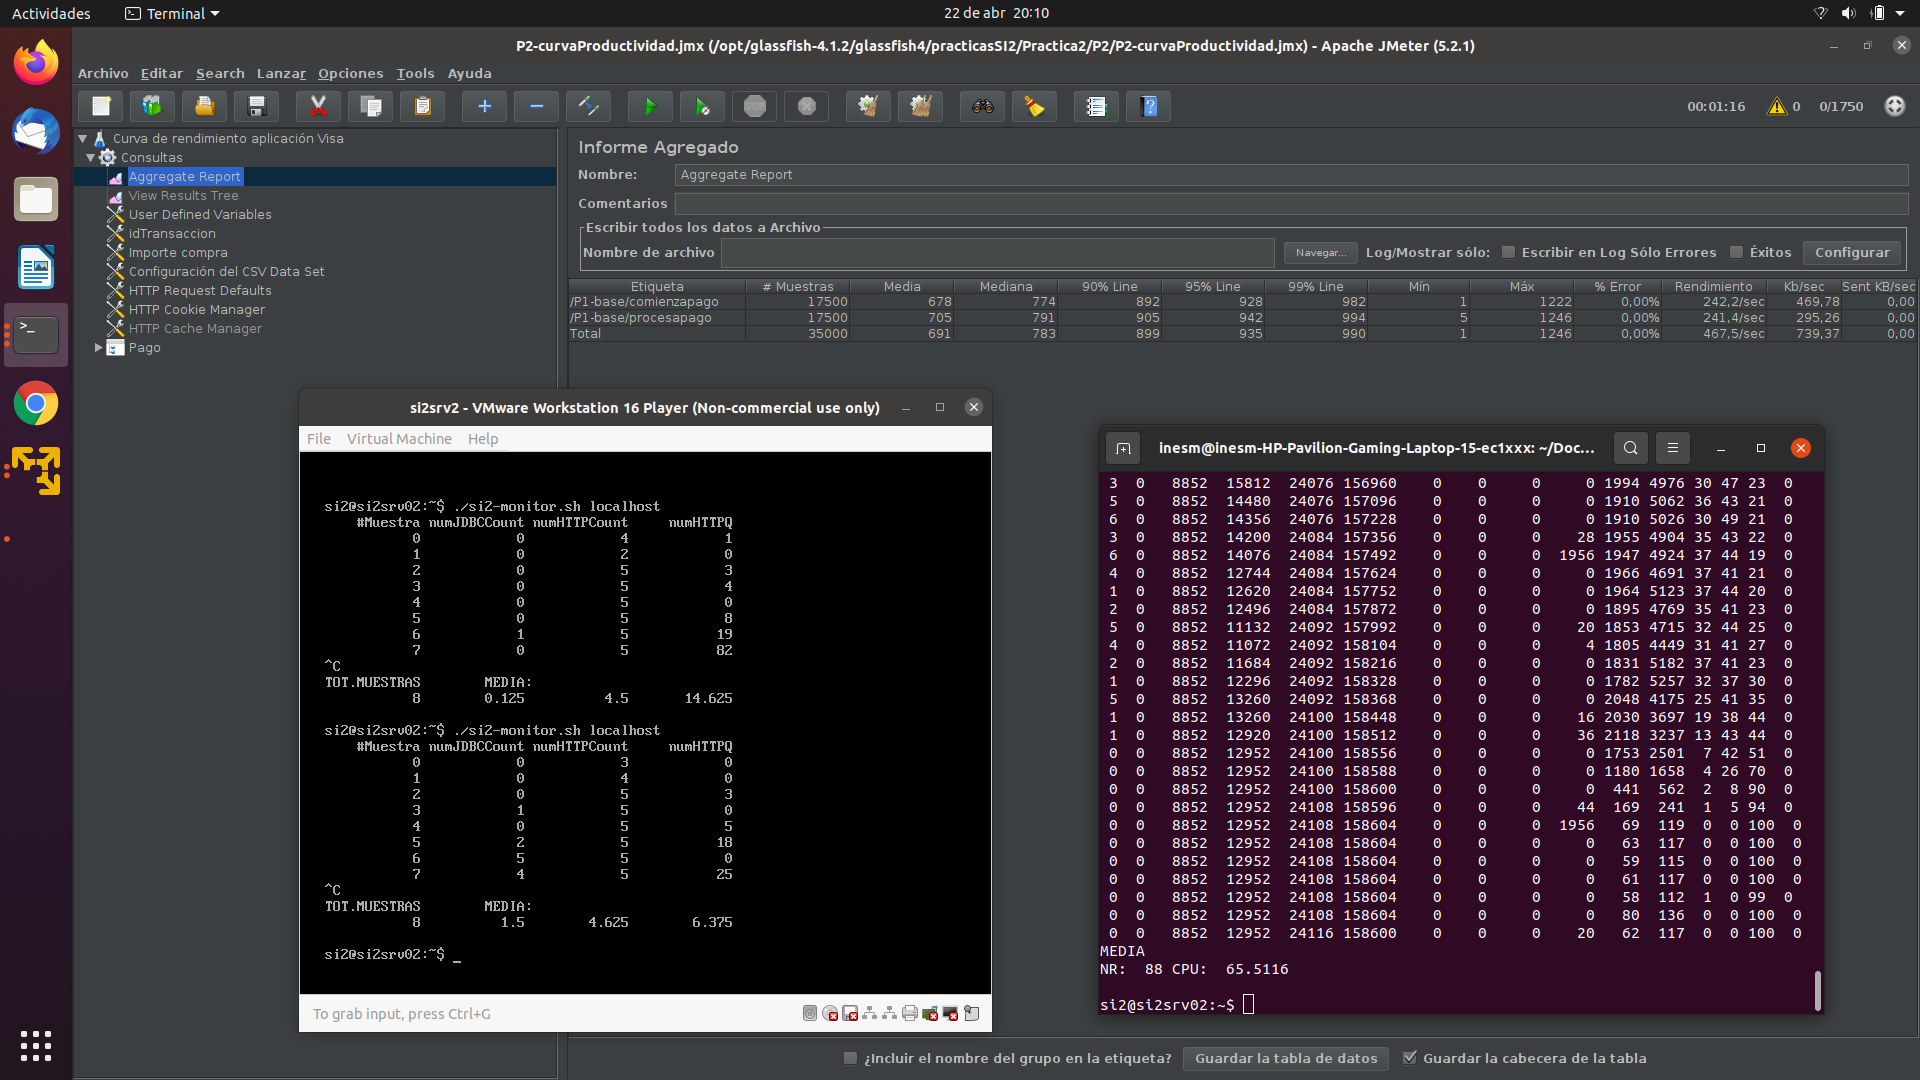 Actividades Terminal 22 de abr 20:10
P2-curvaProductividad.jmx (/opt/glassfish-4.1.2/glassfish4/practicasSI2/Practica2/P2/P2-curvaProductividad.jmx) - Apache JMeter (5.2.1)
Archivo Editar Search Lanzar Opciones Tools Ayuda
00:01:16 0 0/1750
Curva de rendimiento aplicación Visa
Consultas
Aggregate Report
View Results Tree
User Defined Variables
idTransaccion
Importe compra
Configuración del CSV Data Set
HTTP Request Defaults
HTTP Cookie Manager
HTTP Cache Manager
Pago
Informe Agregado
Nombre: Aggregate Report
Comentarios
Escribir todos los datos a Archivo
Nombre de archivo Navegar... Log/Mostrar sólo: Escribir en Log Sólo Errores Éxitos Configurar
Etiqueta # Muestras Media Mediana 90% Line 95% Line 99% Line Mín Máx % Error Rendimiento Kb/sec Sent KB/sec
/P1-base/comienzapago 17500 678 774 892 928 982 1 1222 0,00% 242,2/sec 469,78 0,00
/P1-base/procesapago 17500 705 791 905 942 994 5 1246 0,00% 241,4/sec 295,26 0,00
Total 35000 691 783 899 935 990 1 1246 0,00% 467,5/sec 739,37 0,00
si2srv2 - VMware Workstation 16 Player (Non-commercial use only)
File Virtual Machine Help
si2@si2srv02:~$ ./si2-monitor.sh localhost
#Muestra numJDBCCount numHTTPCount numHTTPQ
0 0 4 1
1 0 2 0
2 0 5 3
3 0 5 4
4 0 5 0
5 0 5 8
6 1 5 19
7 0 5 82
^C
TOT.MUESTRAS MEDIA:
8 0.125 4.5 14.625
si2@si2srv02:~$ ./si2-monitor.sh localhost
#Muestra numJDBCCount numHTTPCount numHTTPQ
0 0 3 0
1 0 4 0
2 0 5 3
3 1 5 0
4 0 5 5
5 2 5 18
6 5 5 0
7 4 5 25
^C
TOT.MUESTRAS MEDIA:
8 1.5 4.625 6.375
si2@si2srv02:~$ _
To grab input, press Ctrl+G
inesm@inesm-HP-Pavilion-Gaming-Laptop-15-ec1xxx: ~/Doc...
3 0 8852 15812 24076 156960 0 0 0 0 1994 4976 30 47 23 0
5 0 8852 14480 24076 157096 0 0 0 0 1910 5062 36 43 21 0
6 0 8852 14356 24076 157228 0 0 0 0 1910 5026 30 49 21 0
3 0 8852 14200 24084 157356 0 0 0 28 1955 4904 35 43 22 0
6 0 8852 14076 24084 157492 0 0 0 1956 1947 4924 37 44 19 0
4 0 8852 12744 24084 157624 0 0 0 0 1966 4691 37 41 21 0
1 0 8852 12620 24084 157752 0 0 0 0 1964 5123 37 44 20 0
2 0 8852 12496 24084 157872 0 0 0 0 1895 4769 35 41 23 0
5 0 8852 11132 24092 157992 0 0 0 20 1853 4715 32 44 25 0
4 0 8852 11072 24092 158104 0 0 0 4 1805 4449 31 41 27 0
2 0 8852 11684 24092 158216 0 0 0 0 1831 5182 37 41 23 0
1 0 8852 12296 24092 158328 0 0 0 0 1782 5257 32 37 30 0
5 0 8852 13260 24092 158368 0 0 0 0 2048 4175 25 41 35 0
1 0 8852 13260 24100 158448 0 0 0 16 2030 3697 19 38 44 0
1 0 8852 12920 24100 158512 0 0 0 36 2118 3237 13 43 44 0
0 0 8852 12952 24100 158556 0 0 0 0 1753 2501 7 42 51 0
0 0 8852 12952 24100 158588 0 0 0 0 1180 1658 4 26 70 0
0 0 8852 12952 24100 158600 0 0 0 0 441 562 2 8 90 0
0 0 8852 12952 24108 158596 0 0 0 44 169 241 1 5 94 0
0 0 8852 12952 24108 158604 0 0 0 1956 69 119 0 0 100 0
0 0 8852 12952 24108 158604 0 0 0 0 63 117 0 0 100 0
0 0 8852 12952 24108 158604 0 0 0 0 59 115 0 0 100 0
0 0 8852 12952 24108 158604 0 0 0 0 61 117 0 0 100 0
0 0 8852 12952 24108 158604 0 0 0 0 58 112 1 0 99 0
0 0 8852 12952 24108 158604 0 0 0 0 80 136 0 0 100 0
0 0 8852 12952 24116 158600 0 0 0 20 62 117 0 0 100 0
MEDIA
NR: 88 CPU: 65.5116
si2@si2srv02:~$
¿Incluir el nombre del grupo en la etiqueta? Guardar la tabla de datos Guardar la cabecera de la tabla